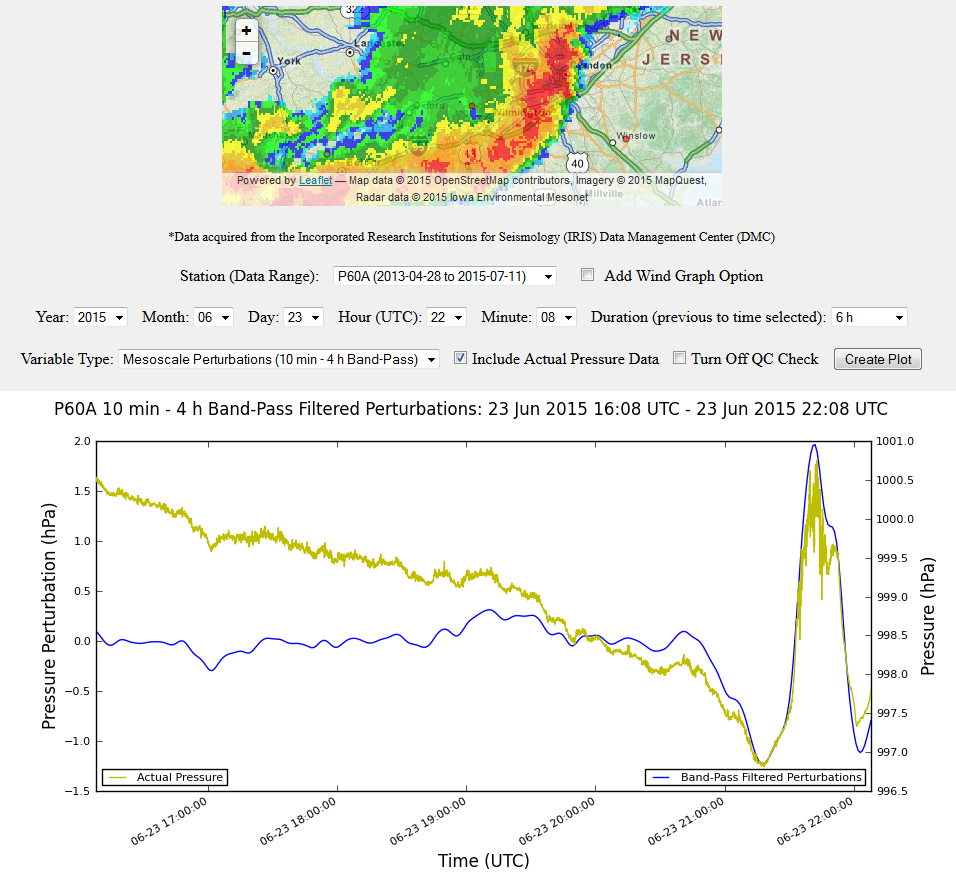 322
+
Lancaster
-
York
NEW
JERS
474
Oxford
Wilmington
Winslow
13
40
Powered by Leaflet — Map data © 2015 OpenStreetMap contributors, Imagery © 2015 MapQuest,
Radar data © 2015 Iowa Environmental Mesonet
Millville
Atlan
*Data acquired from the Incorporated Research Institutions for Seismology (IRIS) Data Management Center (DMC)
Station (Data Range): P60A (2013-04-28 to 2015-07-11) Add Wind Graph Option
Year: 2015 Month: 06 Day: 23 Hour (UTC): 22 Minute: 08 Duration (previous to time selected): 6 h
Variable Type: Mesoscale Perturbations (10 min - 4 h Band-Pass) Include Actual Pressure Data Turn Off QC Check Create Plot
P60A 10 min - 4 h Band-Pass Filtered Perturbations: 23 Jun 2015 16:08 UTC - 23 Jun 2015 22:08 UTC
Pressure Perturbation (hPa)
2.0
1.5
1.0
0.5
0.0
−0.5
−1.0
−1.5
1001.0
1000.5
1000.0
999.5
999.0
998.5
998.0
997.5
997.0
996.5
Pressure (hPa)
Actual Pressure
Band-Pass Filtered Perturbations
06-23 17:00:00
06-23 18:00:00
06-23 19:00:00
06-23 20:00:00
06-23 21:00:00
06-23 22:00:00
Time (UTC)